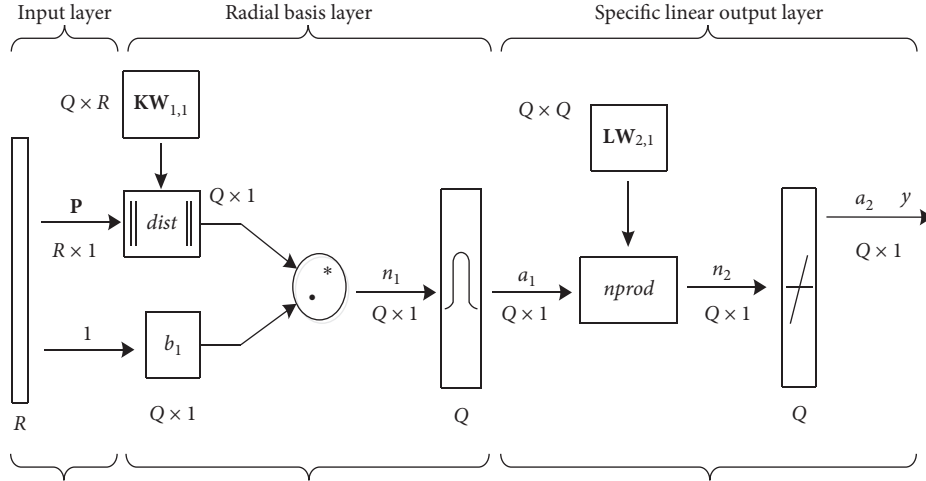 Input layer
Radial basis layer
Specific linear output layer
Q × R
KW1,1
Q × Q
LW2,1
P
R × 1
dist
Q × 1
*
n1
Q × 1
a1
Q × 1
nprod
n2
Q × 1
a2 y
Q × 1
1
b1
Q × 1
R
Q
Q